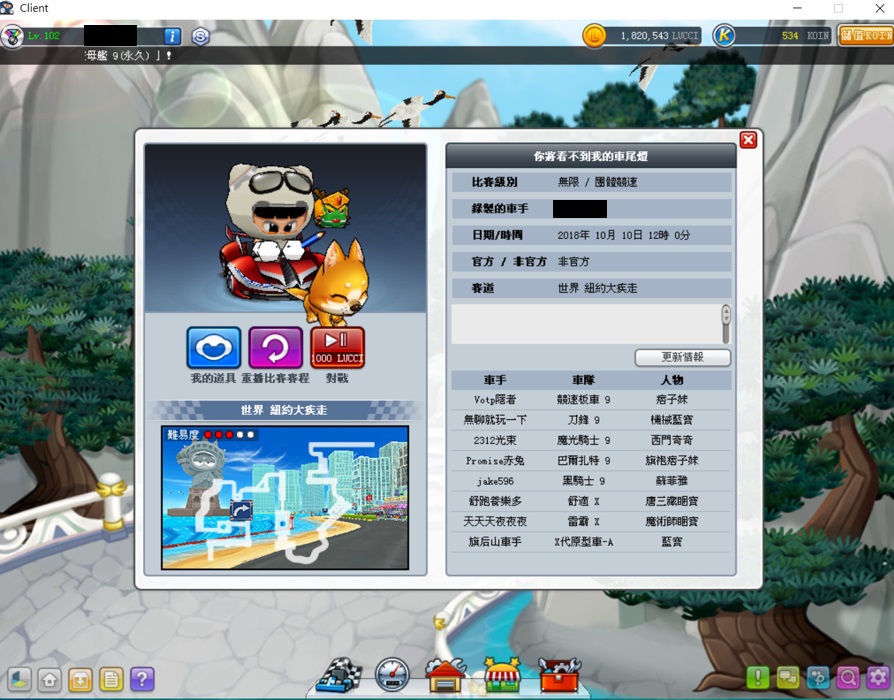 Client
Lv.102
1,820,543 LUCCI
K
534 KOIN
儲值KOIN
母艦 9(永久) 」!
你將看不到我的車尾燈
比賽級別 無限 / 團體競速
錄製的車手
日期/時間 2018年 10月 10日 12時 0分
官方 / 非官方 非官方
賽道 世界 紐約大疾走
更新情報
1000 LUCCI
我的道具 重播比賽賽程 對戰
世界 紐約大疾走
難易度
車手 車隊 人物
Votp隱者 競速板車 9 痞子妹
無聊就玩一下 刀鋒 9 機械藍寶
2312光束 魔光騎士 9 西門奇奇
Promise赤兔 巴爾扎特 9 旗袍痞子妹
jake596 黑騎士 9 蘇菲雅
舒跑養樂多 舒適 X 唐三藏睏寶
天天天夜夜夜 雷霸 X 魔術師睏寶
旗后山車手 X代原型車-A 藍寶